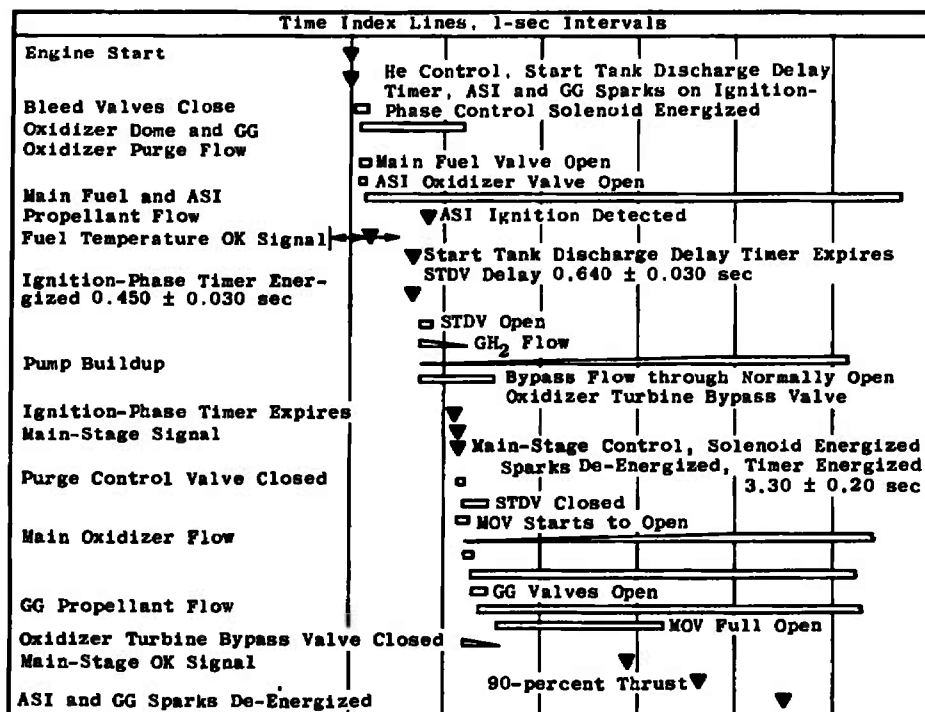 Time Index Lines, 1-sec Intervals
Engine Start
He Control, Start Tank Discharge Delay
Timer, ASI and GG Sparks on Ignition-
Phase Control Solenoid Energized
Bleed Valves Close
Oxidizer Dome and GG
Oxidizer Purge Flow
Main Fuel Valve Open
ASI Oxidizer Valve Open
Main Fuel and ASI
Propellant Flow
ASI Ignition Detected
Fuel Temperature OK Signal
Start Tank Discharge Delay Timer Expires
STDV Delay 0.640 ± 0.030 sec
Ignition-Phase Timer Ener-
gized 0.450 ± 0.030 sec
STDV Open
GH2 Flow
Pump Buildup
Bypass Flow through Normally Open
Oxidizer Turbine Bypass Valve
Ignition-Phase Timer Expires
Main-Stage Signal
Main-Stage Control, Solenoid Energized
Sparks De-Energized, Timer Energized
3.30 ± 0.20 sec
Purge Control Valve Closed
STDV Closed
MOV Starts to Open
Main Oxidizer Flow
GG Valves Open
GG Propellant Flow
MOV Full Open
Oxidizer Turbine Bypass Valve Closed
Main-Stage OK Signal
90-percent Thrust
ASI and GG Sparks De-Energized